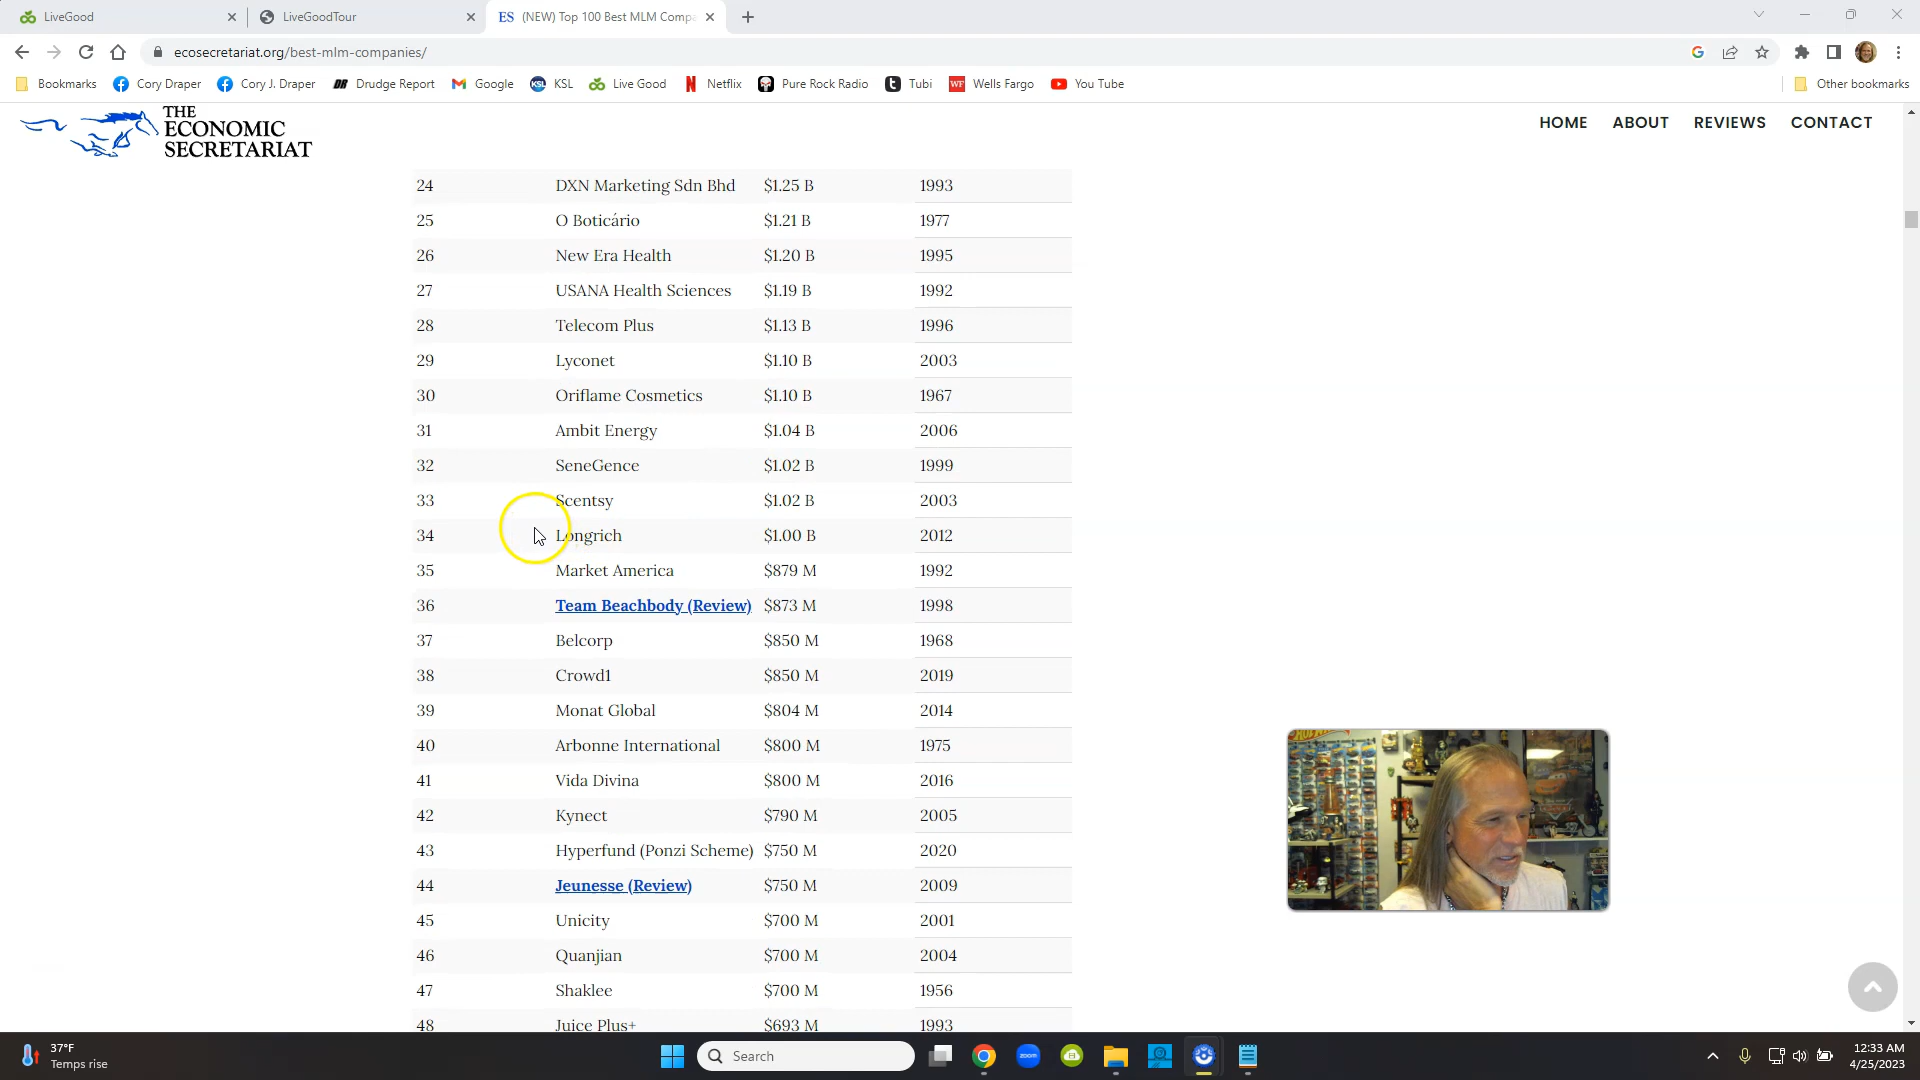 LiveGood
LiveGoodTour
ES (NEW) Top 100 Best MLM Compa
ecosecretariat.org/best-mlm-companies/
Bookmarks Cory Draper Cory J. Draper DR Drudge Report Google KSL KSL Live Good Netflix Pure Rock Radio t Tubi WF Wells Fargo You Tube Other bookmarks
THE
ECONOMIC
SECRETARIAT
HOME ABOUT REVIEWS CONTACT
24 DXN Marketing Sdn Bhd $1.25 B 1993
25 O Boticário $1.21 B 1977
26 New Era Health $1.20 B 1995
27 USANA Health Sciences $1.19 B 1992
28 Telecom Plus $1.13 B 1996
29 Lyconet $1.10 B 2003
30 Oriflame Cosmetics $1.10 B 1967
31 Ambit Energy $1.04 B 2006
32 SeneGence $1.02 B 1999
33 Scentsy $1.02 B 2003
34 Longrich $1.00 B 2012
35 Market America $879 M 1992
36 Team Beachbody (Review) $873 M 1998
37 Belcorp $850 M 1968
38 Crowd1 $850 M 2019
39 Monat Global $804 M 2014
40 Arbonne International $800 M 1975
41 Vida Divina $800 M 2016
42 Kynect $790 M 2005
43 Hyperfund (Ponzi Scheme) $750 M 2020
44 Jeunesse (Review) $750 M 2009
45 Unicity $700 M 2001
46 Quanjian $700 M 2004
47 Shaklee $700 M 1956
48 Juice Plus+ $693 M 1993
37°F
Temps rise
Search
zoom
12:33 AM
4/25/2023